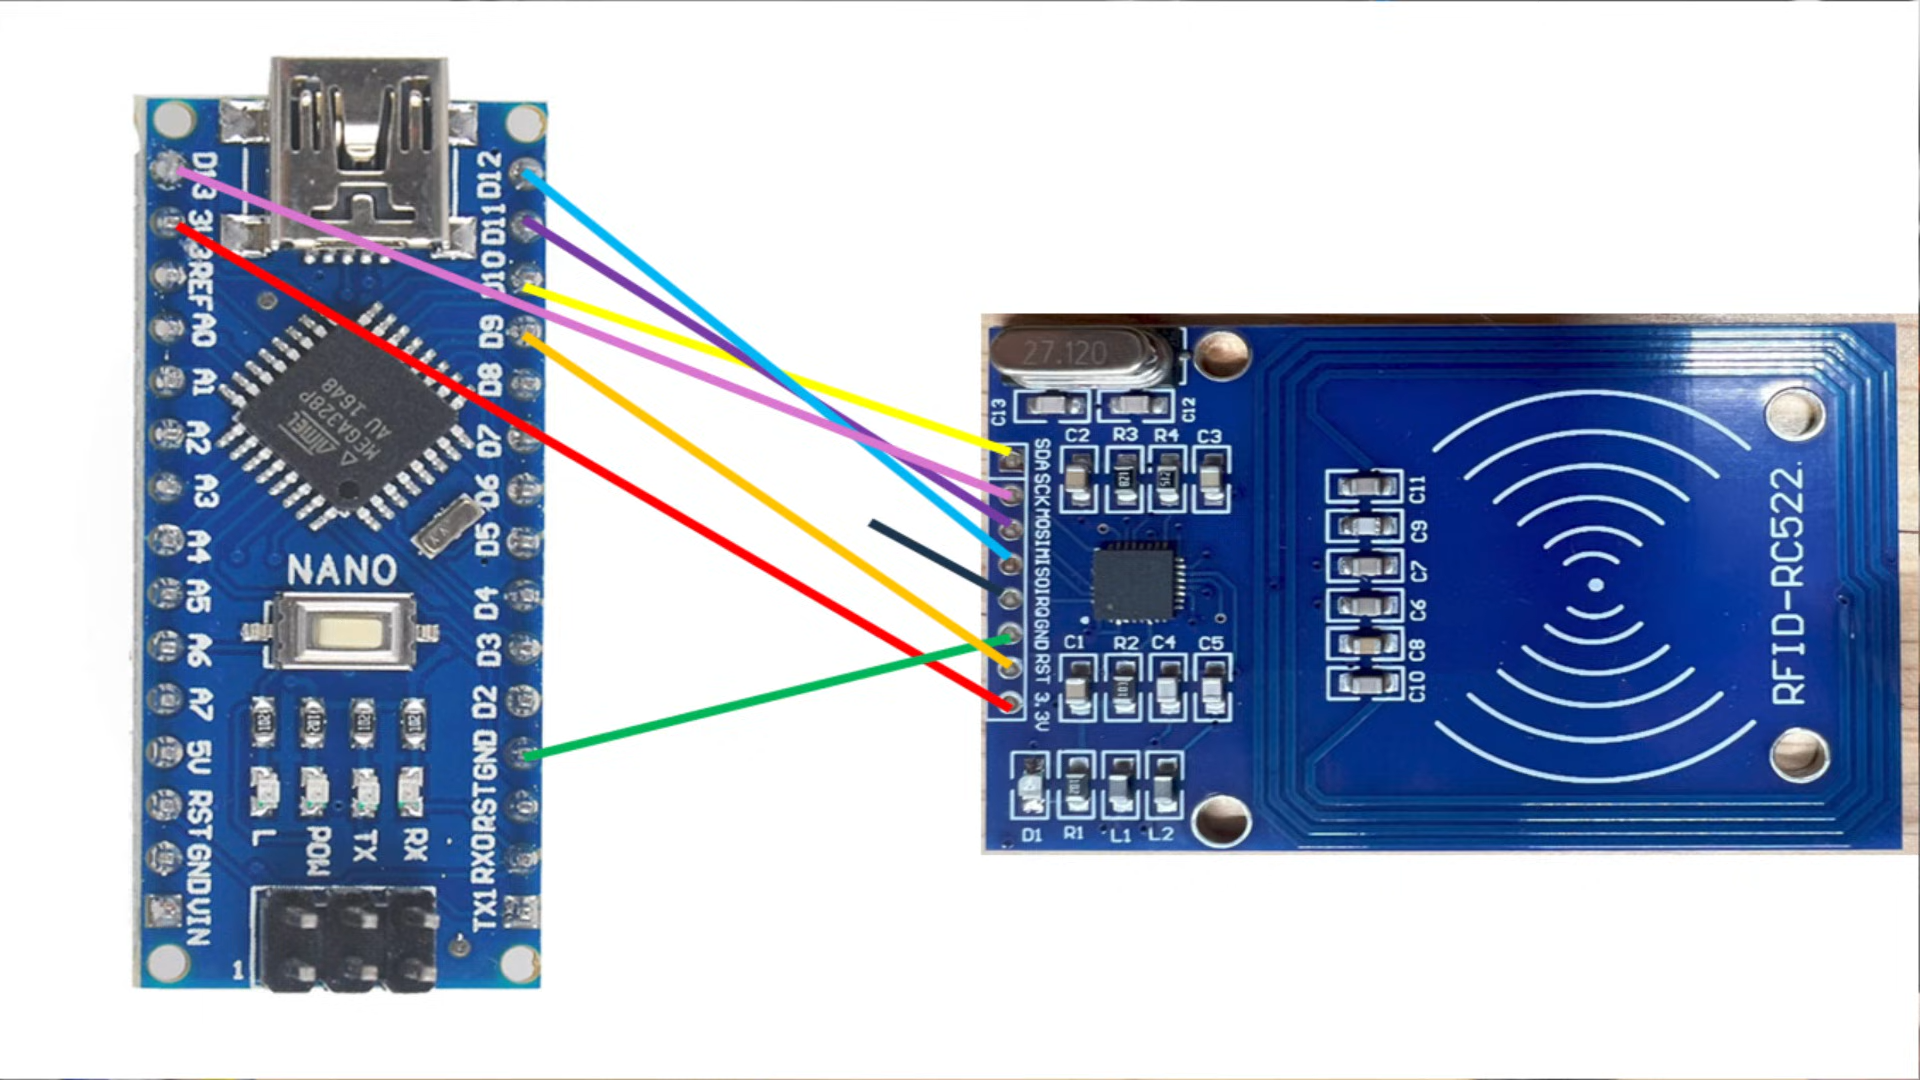 D13
3V3
REF
A0
A1
A2
A3
A4
A5
A6
A7
5V
RST
GND
VIN
D12
D11
D10
D9
D8
D7
D6
D5
D4
D3
D2
GND
RST
RX0
TX1
ATMEL
MEGA328P
AU 1648
NANO
L
POW
TX
RX
1
27.120
C13
C12
C2
R3
R4
C3
SDA
SCK
MOSI
MISO
IRQ
GND
RST
3.3V
C1
R2
C4
C5
D1
R1
L1
L2
C11
C9
C7
C6
C8
C10
RFID-RC522